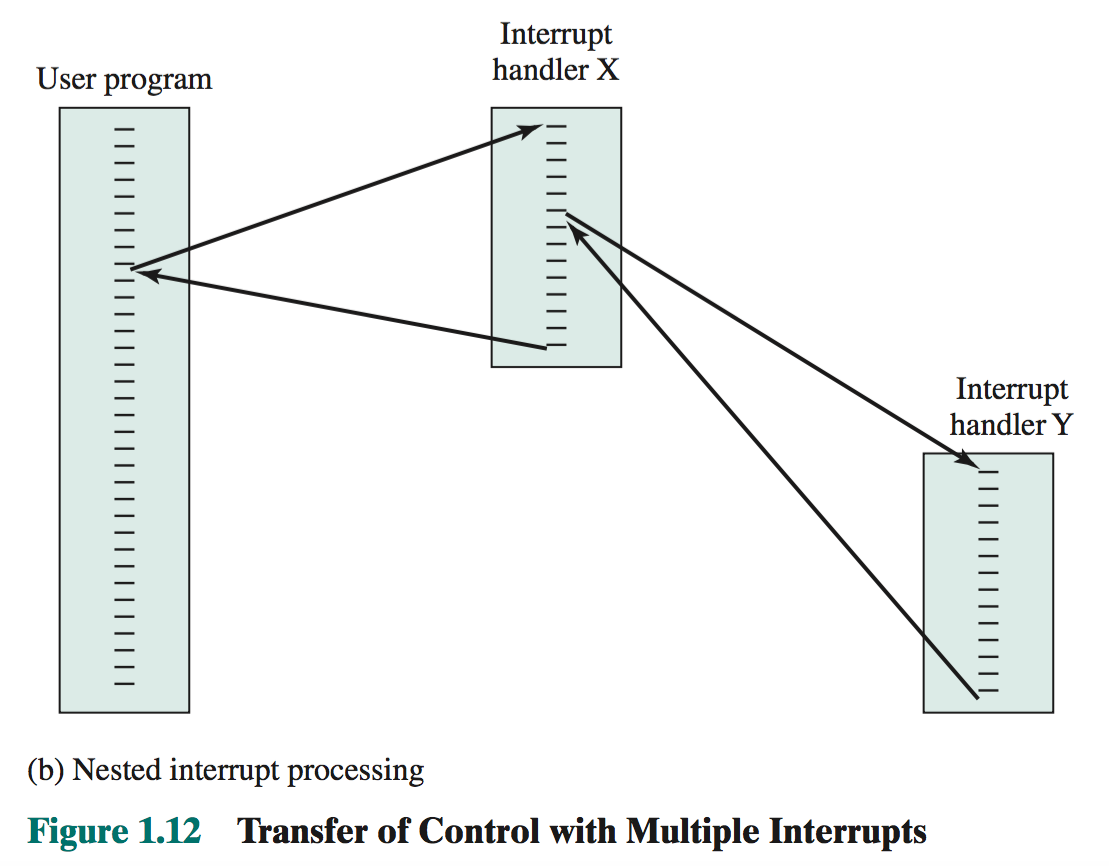 User program
Interrupt
handler X
Interrupt
handler Y
(b) Nested interrupt processing
Figure 1.12 Transfer of Control with Multiple Interrupts